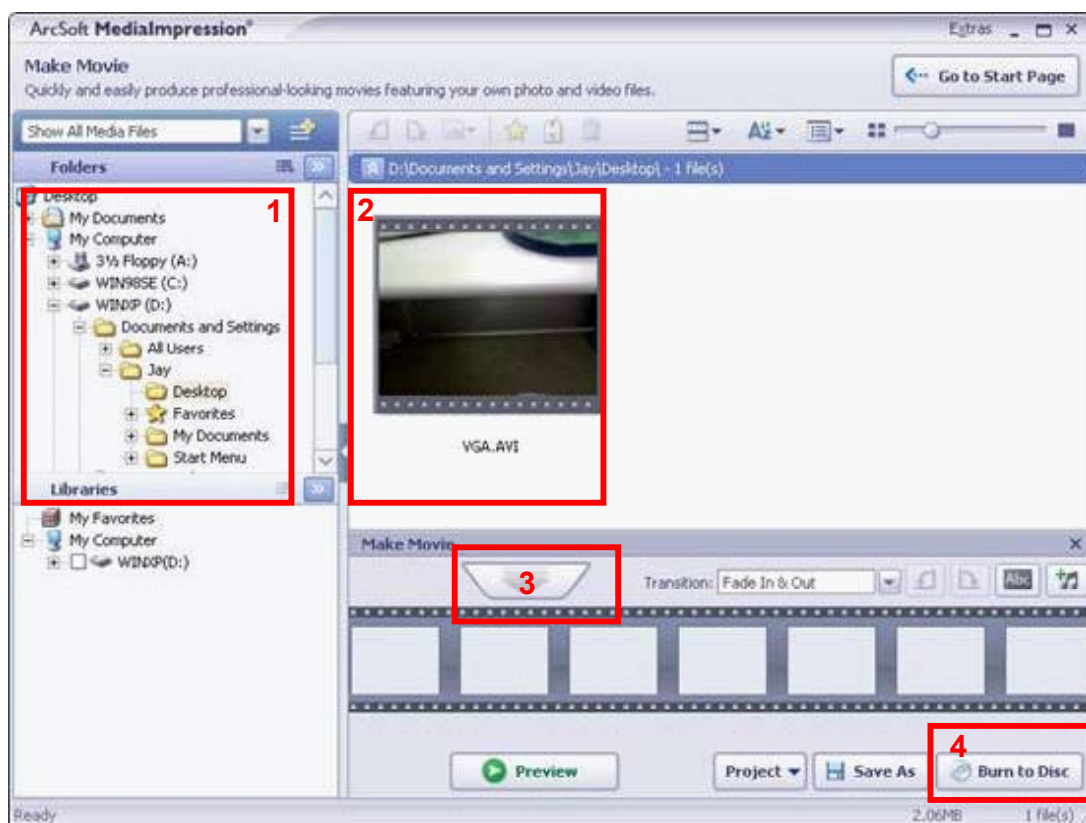 ArcSoft MediaImpression®
Extras
Make Movie
Quickly and easily produce professional-looking movies featuring your own photo and video files.
Go to Start Page
Show All Media Files
Folders
D:\Documents and Settings\Jay\Desktop\ - 1 file(s)
Desktop
1
My Documents
My Computer
3½ Floppy (A:)
WIN98SE (C:)
WINXP (D:)
Documents and Settings
All Users
Jay
Desktop
Favorites
My Documents
Start Menu
2
VGA.AVI
Libraries
My Favorites
My Computer
WINXP(D:)
Make Movie
3
Transition: Fade In & Out
Abc
4
Preview
Project
Save As
Burn to Disc
Ready
2.06MB
1 file(s)